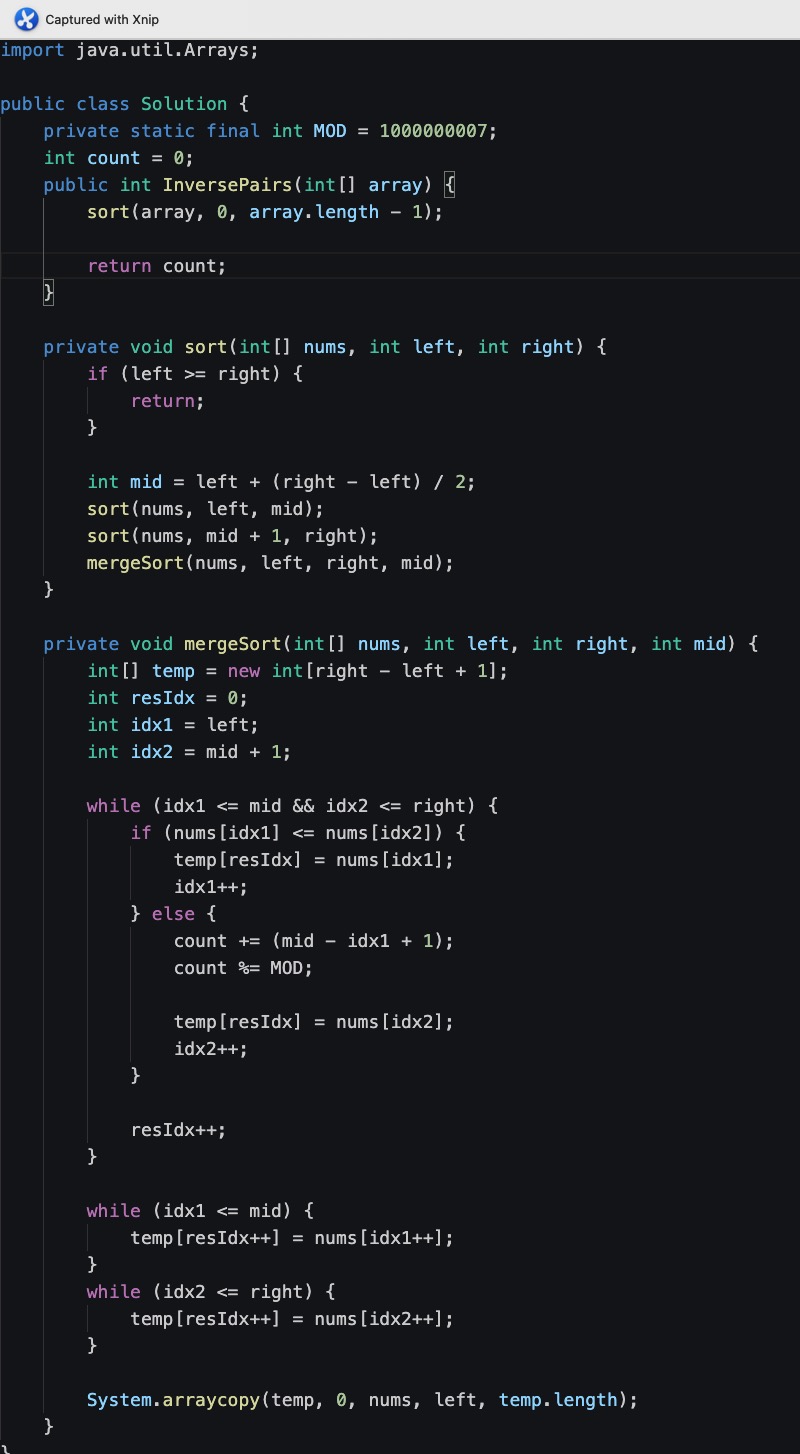 Captured with Xnip
import java.util.Arrays;
public class Solution {
    private static final int MOD = 1000000007;
    int count = 0;
    public int InversePairs(int[] array) {
        sort(array, 0, array.length - 1);
        return count;
    }
    private void sort(int[] nums, int left, int right) {
        if (left >= right) {
            return;
        }
        int mid = left + (right - left) / 2;
        sort(nums, left, mid);
        sort(nums, mid + 1, right);
        mergeSort(nums, left, right, mid);
    }
    private void mergeSort(int[] nums, int left, int right, int mid) {
        int[] temp = new int[right - left + 1];
        int resIdx = 0;
        int idx1 = left;
        int idx2 = mid + 1;
        while (idx1 <= mid && idx2 <= right) {
            if (nums[idx1] <= nums[idx2]) {
                temp[resIdx] = nums[idx1];
                idx1++;
            } else {
                count += (mid - idx1 + 1);
                count %= MOD;
                temp[resIdx] = nums[idx2];
                idx2++;
            }
            resIdx++;
        }
        while (idx1 <= mid) {
            temp[resIdx++] = nums[idx1++];
        }
        while (idx2 <= right) {
            temp[resIdx++] = nums[idx2++];
        }
        System.arraycopy(temp, 0, nums, left, temp.length);
    }
}